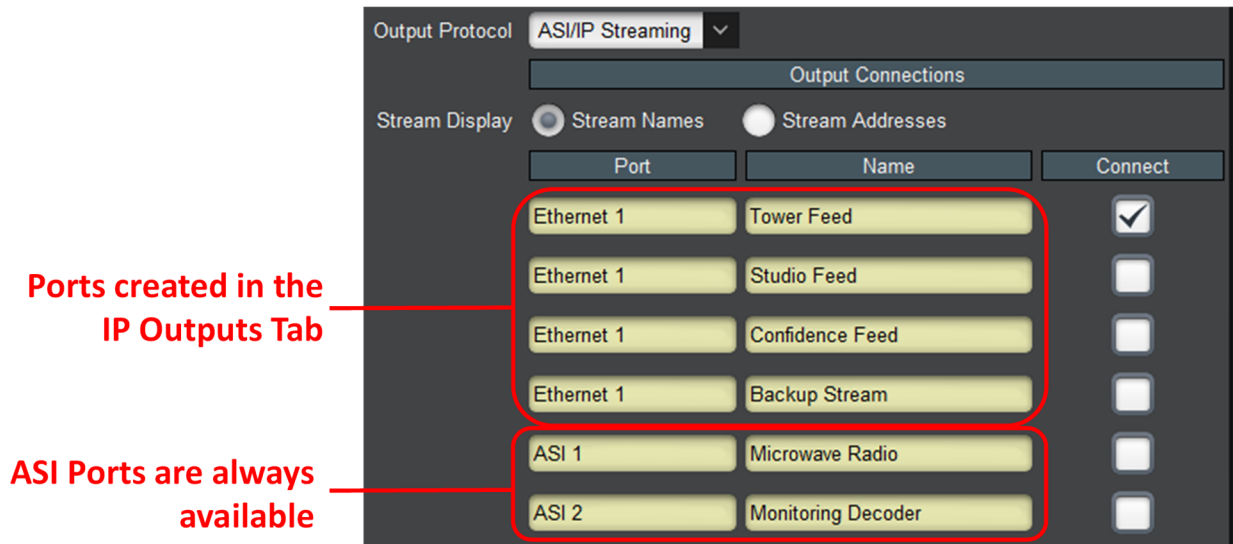 Output Protocol ASI/IP Streaming
Output Connections
Stream Display Stream Names Stream Addresses
Port Name Connect
Ethernet 1 Tower Feed
Ethernet 1 Studio Feed
Ports created in the
IP Outputs Tab
Ethernet 1 Confidence Feed
Ethernet 1 Backup Stream
ASI 1 Microwave Radio
ASI Ports are always
available
ASI 2 Monitoring Decoder